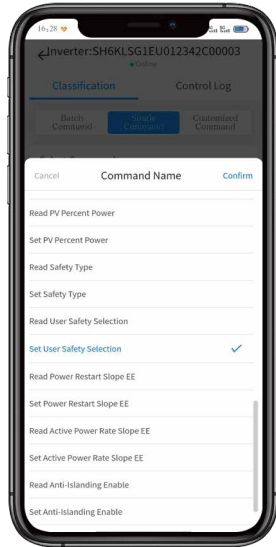 16:28
Inverter:SH6KLSG1EU012342C00003
Online
Classification Control Log
Batch Command
Single Command
Customized Command
Cancel Command Name Confirm
Read PV Percent Power
Set PV Percent Power
Read Safety Type
Set Safety Type
Read User Safety Selection
Set User Safety Selection
Read Power Restart Slope EE
Set Power Restart Slope EE
Read Active Power Rate Slope EE
Set Active Power Rate Slope EE
Read Anti-Islanding Enable
Set Anti-Islanding Enable